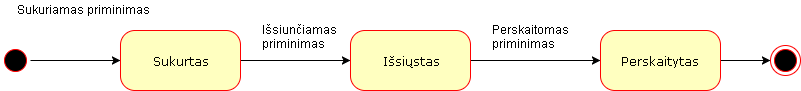 Sukuriamas priminimas
Sukurtas
Išsiunčiamas
priminimas
Išsiųstas
Perskaitomas
priminimas
Perskaitytas